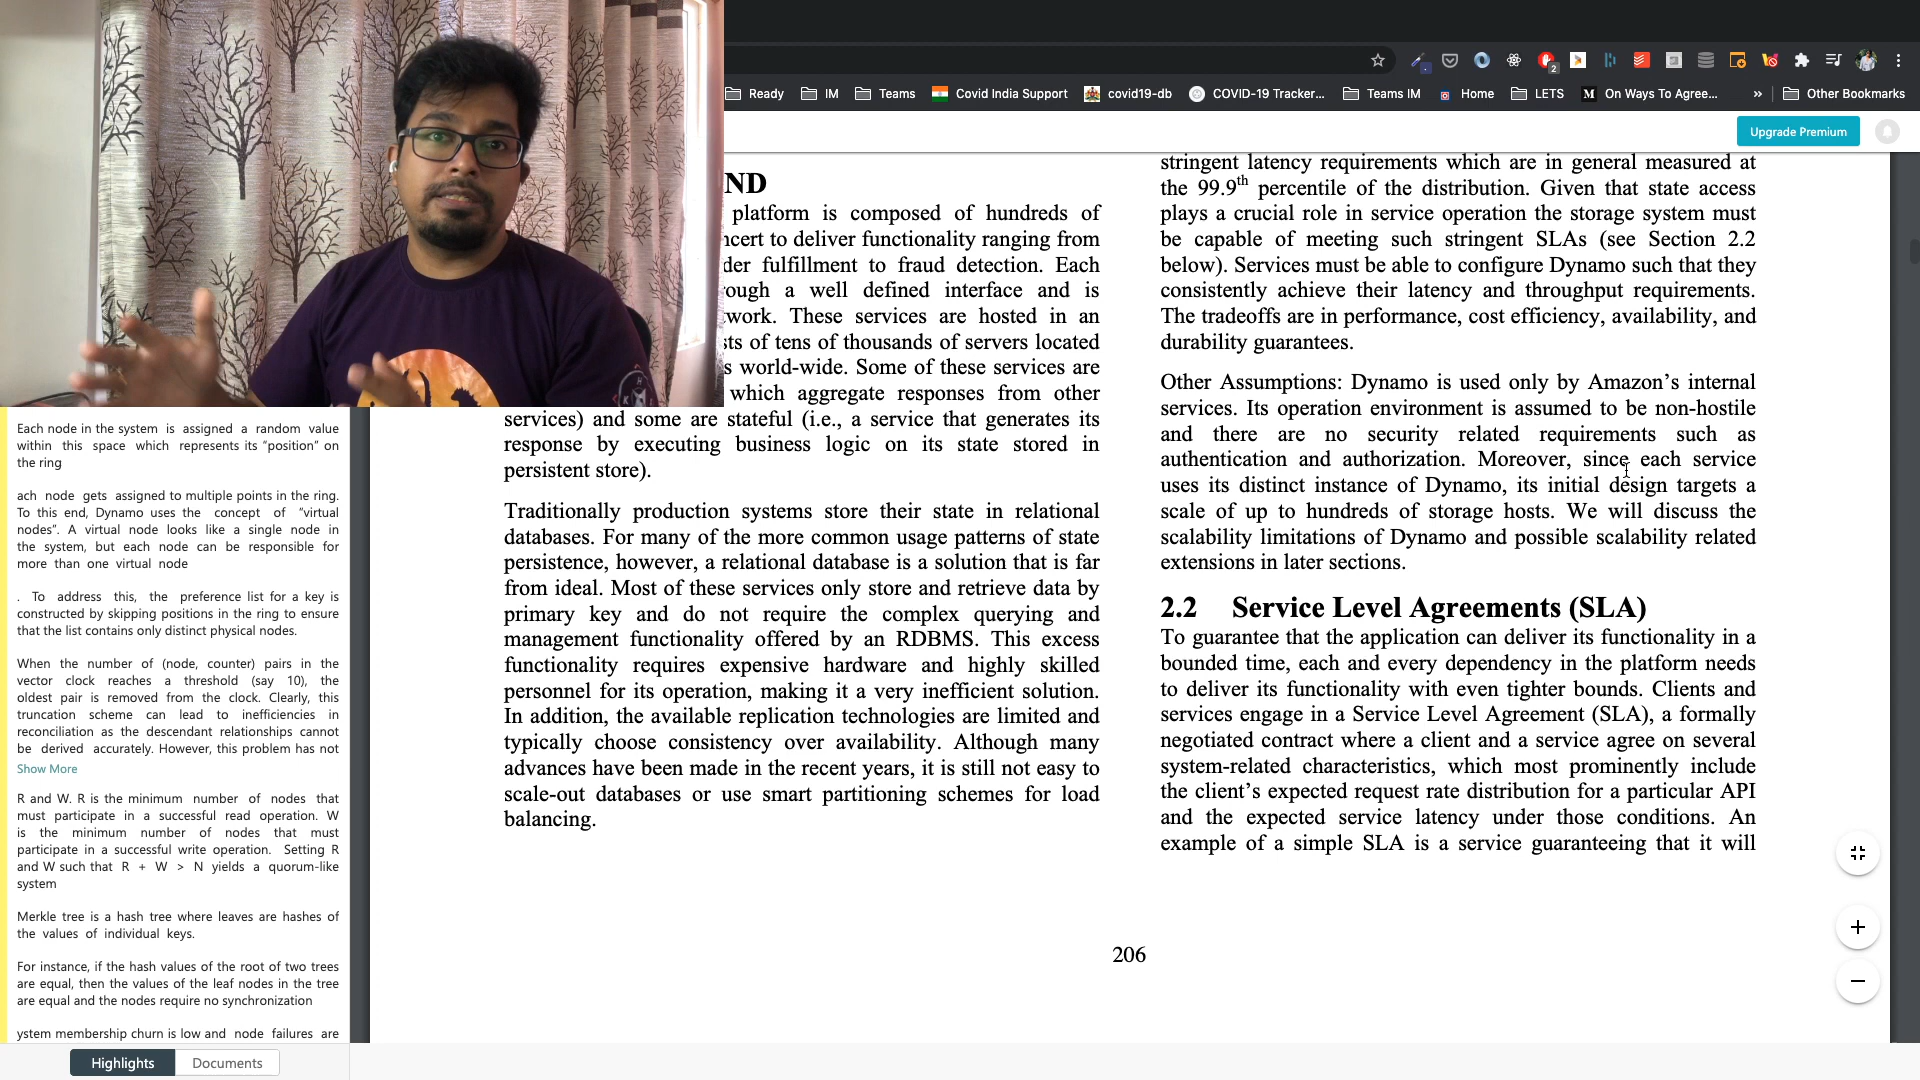 2
Ready
IM
Teams
Covid India Support
covid19-db
COVID-19 Tracker...
Teams IM
Home
LETS
M
On Ways To Agree...
»
Other Bookmarks
Upgrade Premium
Each node in the system is assigned a random value
within this space which represents its “position” on
the ring
ach node gets assigned to multiple points in the ring.
To this end, Dynamo uses the concept of “virtual
nodes”. A virtual node looks like a single node in
the system, but each node can be responsible for
more than one virtual node
. To address this, the preference list for a key is
constructed by skipping positions in the ring to ensure
that the list contains only distinct physical nodes.
When the number of (node, counter) pairs in the
vector clock reaches a threshold (say 10), the
oldest pair is removed from the clock. Clearly, this
truncation scheme can lead to inefficiencies in
reconciliation as the descendant relationships cannot
be derived accurately. However, this problem has not
Show More
R and W. R is the minimum number of nodes that
must participate in a successful read operation. W
is the minimum number of nodes that must
participate in a successful write operation. Setting R
and W such that R + W > N yields a quorum-like
system
Merkle tree is a hash tree where leaves are hashes of
the values of individual keys.
For instance, if the hash values of the root of two trees
are equal, then the values of the leaf nodes in the tree
are equal and the nodes require no synchronization
ystem membership churn is low and node failures are
Highlights
Documents
ND
platform is composed of hundreds of
ncert to deliver functionality ranging from
der fulfillment to fraud detection. Each
ough a well defined interface and is
work. These services are hosted in an
sts of tens of thousands of servers located
s world-wide. Some of these services are
which aggregate responses from other
services) and some are stateful (i.e., a service that generates its
response by executing business logic on its state stored in
persistent store).
Traditionally production systems store their state in relational
databases. For many of the more common usage patterns of state
persistence, however, a relational database is a solution that is far
from ideal. Most of these services only store and retrieve data by
primary key and do not require the complex querying and
management functionality offered by an RDBMS. This excess
functionality requires expensive hardware and highly skilled
personnel for its operation, making it a very inefficient solution.
In addition, the available replication technologies are limited and
typically choose consistency over availability. Although many
advances have been made in the recent years, it is still not easy to
scale-out databases or use smart partitioning schemes for load
balancing.
stringent latency requirements which are in general measured at
the 99.9th percentile of the distribution. Given that state access
plays a crucial role in service operation the storage system must
be capable of meeting such stringent SLAs (see Section 2.2
below). Services must be able to configure Dynamo such that they
consistently achieve their latency and throughput requirements.
The tradeoffs are in performance, cost efficiency, availability, and
durability guarantees.
Other Assumptions: Dynamo is used only by Amazon’s internal
services. Its operation environment is assumed to be non-hostile
and there are no security related requirements such as
authentication and authorization. Moreover, since each service
uses its distinct instance of Dynamo, its initial design targets a
scale of up to hundreds of storage hosts. We will discuss the
scalability limitations of Dynamo and possible scalability related
extensions in later sections.
2.2 Service Level Agreements (SLA)
To guarantee that the application can deliver its functionality in a
bounded time, each and every dependency in the platform needs
to deliver its functionality with even tighter bounds. Clients and
services engage in a Service Level Agreement (SLA), a formally
negotiated contract where a client and a service agree on several
system-related characteristics, which most prominently include
the client’s expected request rate distribution for a particular API
and the expected service latency under those conditions. An
example of a simple SLA is a service guaranteeing that it will
206